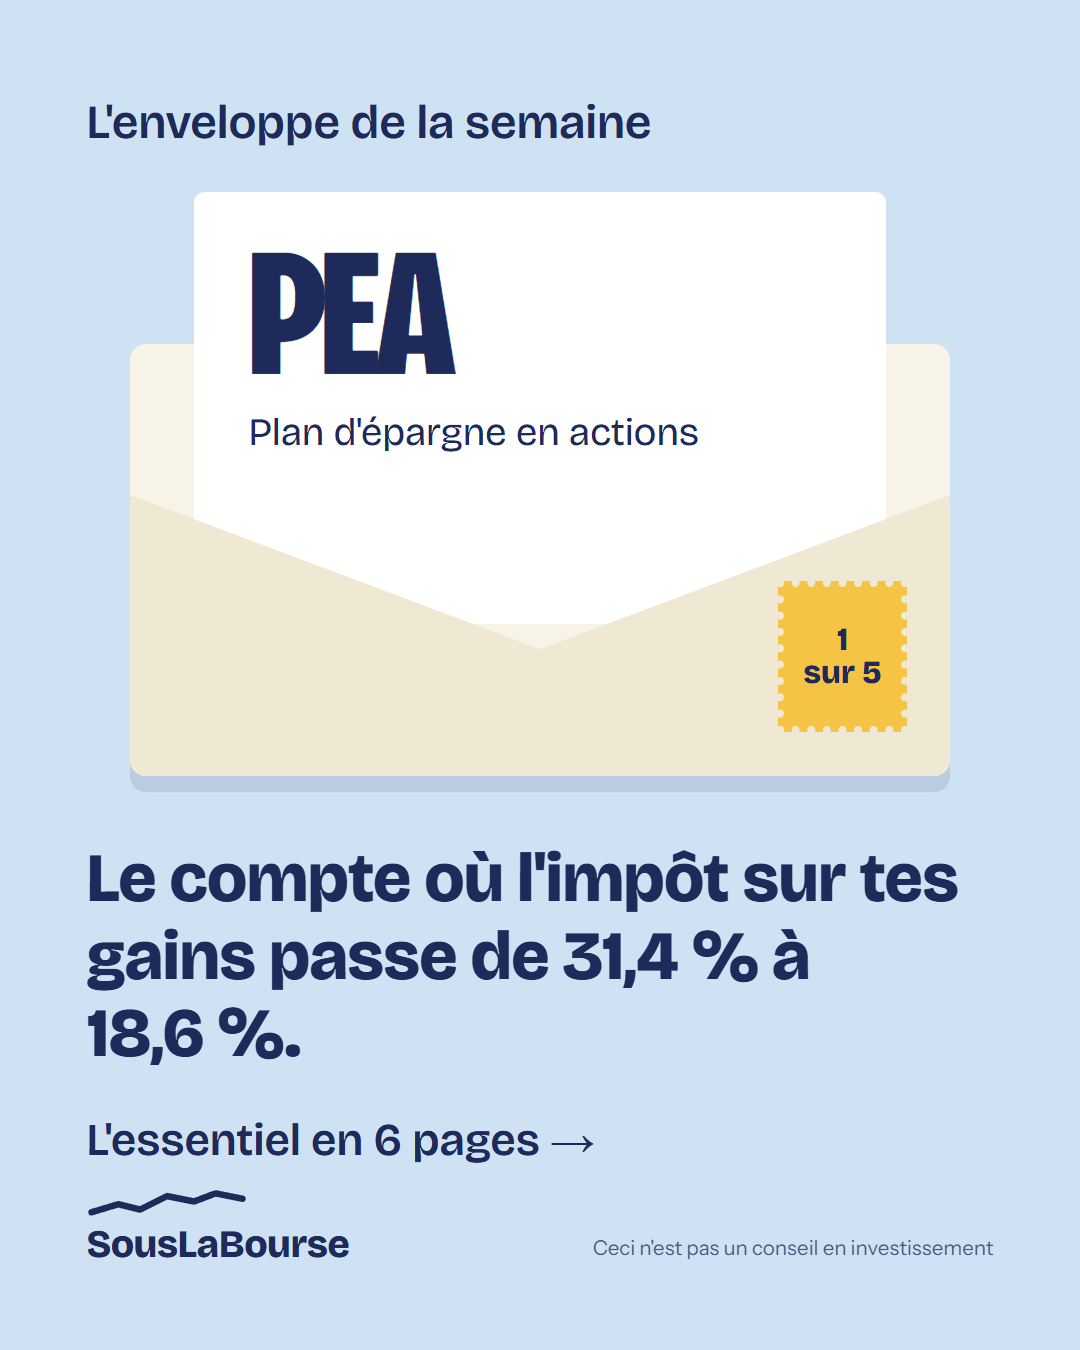 L'enveloppe de la semaine
PEA
Plan d'épargne en actions
1
sur 5
Le compte où l'impôt sur tes
gains passe de 31,4 % à
18,6 %.
L'essentiel en 6 pages →
SousLaBourse
Ceci n'est pas un conseil en investissement